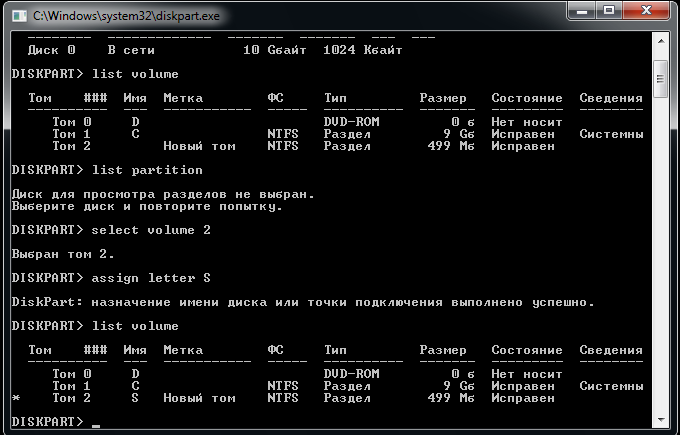 C:\Windows\system32\diskpart.exe
-------- ------------- ------- ------- --- ---
Диск 0 В сети 10 Gбайт 1024 Kбайт
DISKPART> list volume
Том ### Имя Метка ФС Тип Размер Состояние Сведения
----------- --- ----------- ----- ---------- ------- --------- --------
Том 0 D DVD-ROM 0 б Нет носит
Том 1 C NTFS Раздел 9 Gб Исправен Системны
Том 2 Новый том NTFS Раздел 499 Mб Исправен
DISKPART> list partition
Диск для просмотра разделов не выбран.
Выберите диск и повторите попытку.
DISKPART> select volume 2
Выбран том 2.
DISKPART> assign letter S
DiskPart: назначение имени диска или точки подключения выполнено успешно.
DISKPART> list volume
Том ### Имя Метка ФС Тип Размер Состояние Сведения
----------- --- ----------- ----- ---------- ------- --------- --------
Том 0 D DVD-ROM 0 б Нет носит
Том 1 C NTFS Раздел 9 Gб Исправен Системны
* Том 2 S Новый том NTFS Раздел 499 Mб Исправен
DISKPART> _